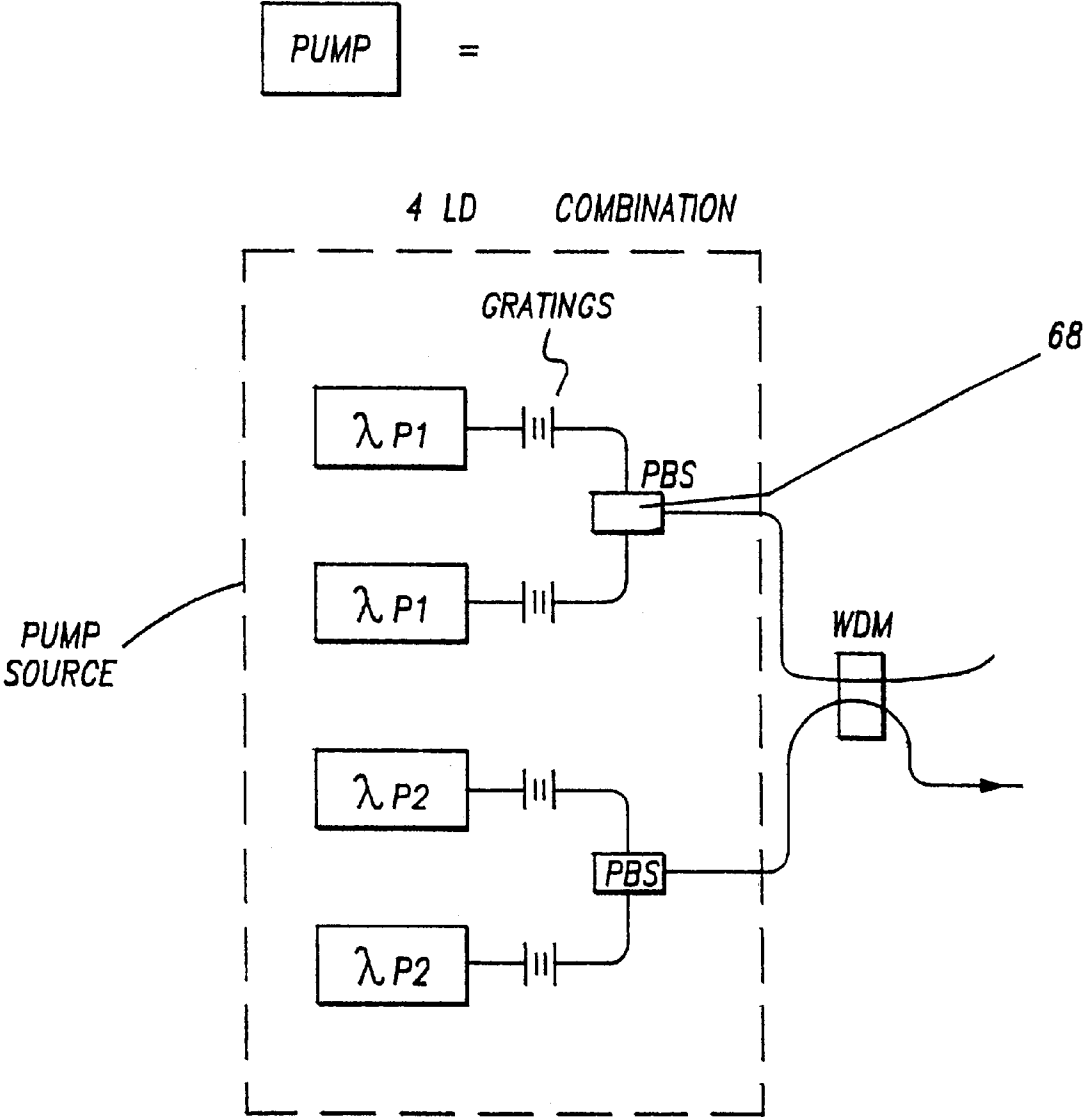 PUMP =
4 LD COMBINATION
GRATINGS
68
λ P1
PBS
λ P1
PUMP
SOURCE
WDM
λ P2
PBS
λ P2